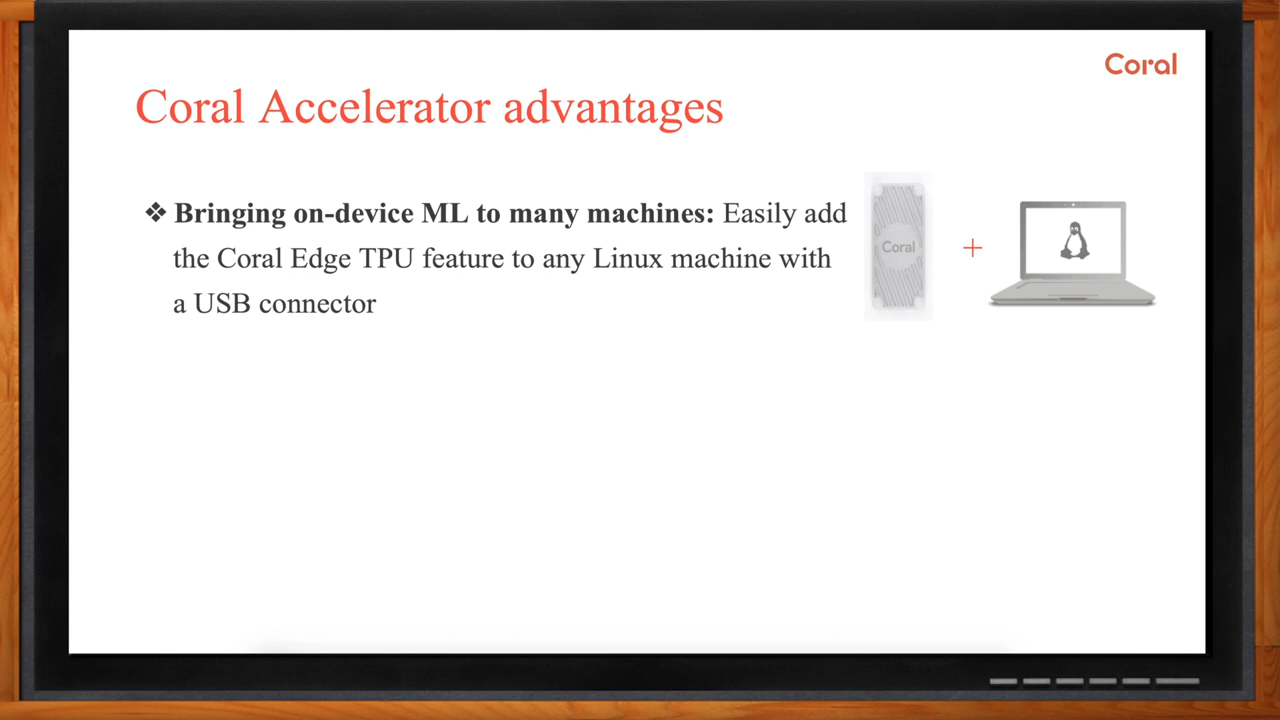 Coral
Coral Accelerator advantages
❖ Bringing on-device ML to many machines: Easily add
the Coral Edge TPU feature to any Linux machine with
a USB connector
Coral